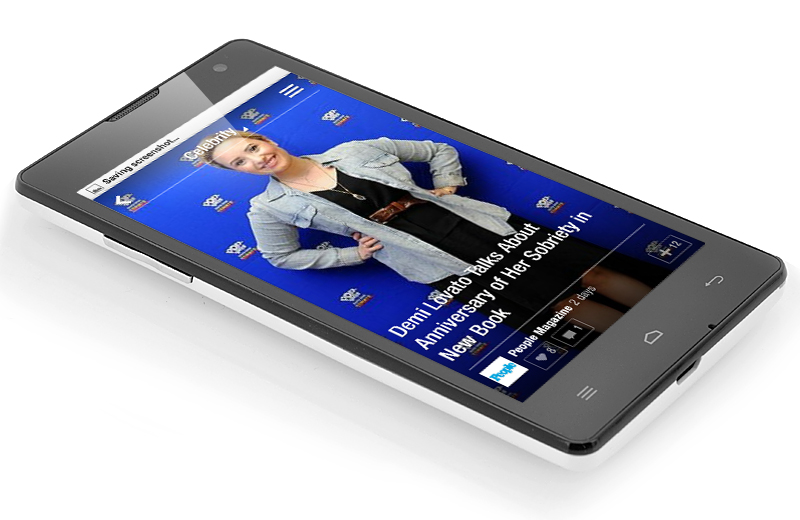 Saving screenshot...
Celebrity
Demi Lovato Talks About
Anniversary of Her Sobriety in
New Book
People Magazine 2 days
People
8
1
+12